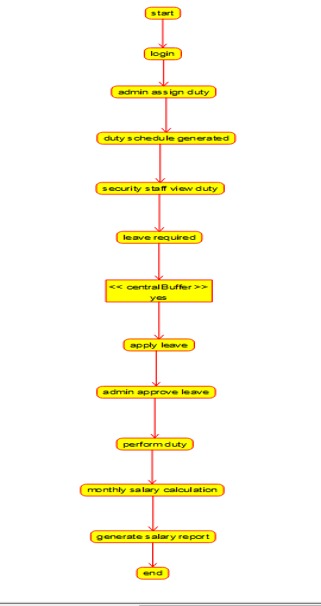 start
login
admin assign duty
duty schedule generated
security staff view duty
leave required
<< centralBuffer >>
yes
apply leave
admin approve leave
perform duty
monthly salary calculation
generate salary report
end